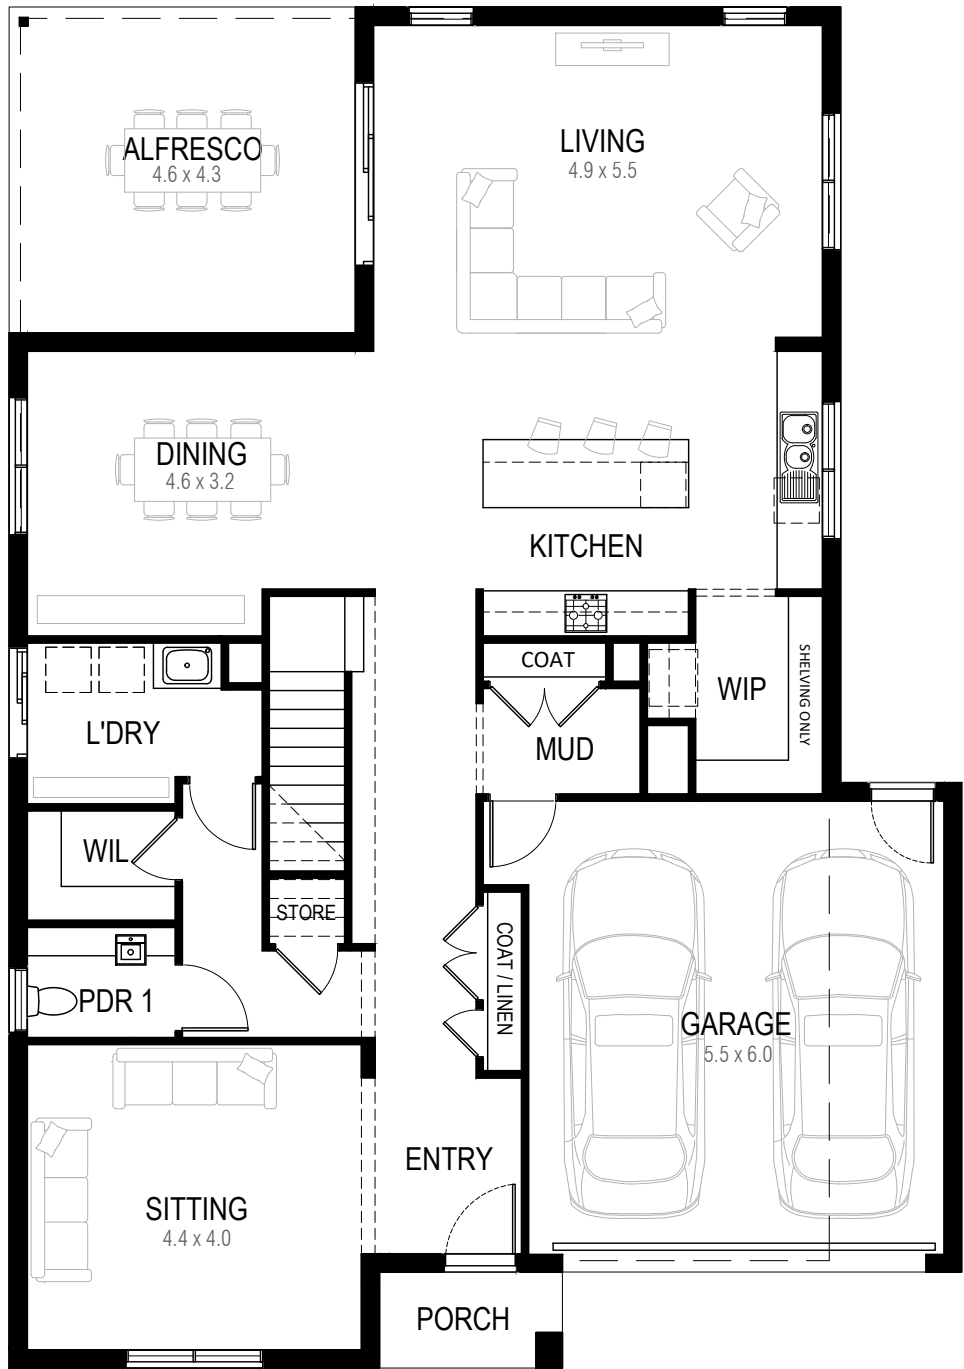 ALFRESCO
4.6 x 4.3
LIVING
4.9 x 5.5
DINING
4.6 x 3.2
KITCHEN
COAT
WIP
SHELVING ONLY
L'DRY
MUD
WIL
STORE
COAT / LINEN
PDR 1
GARAGE
5.5 x 6.0
ENTRY
SITTING
4.4 x 4.0
PORCH